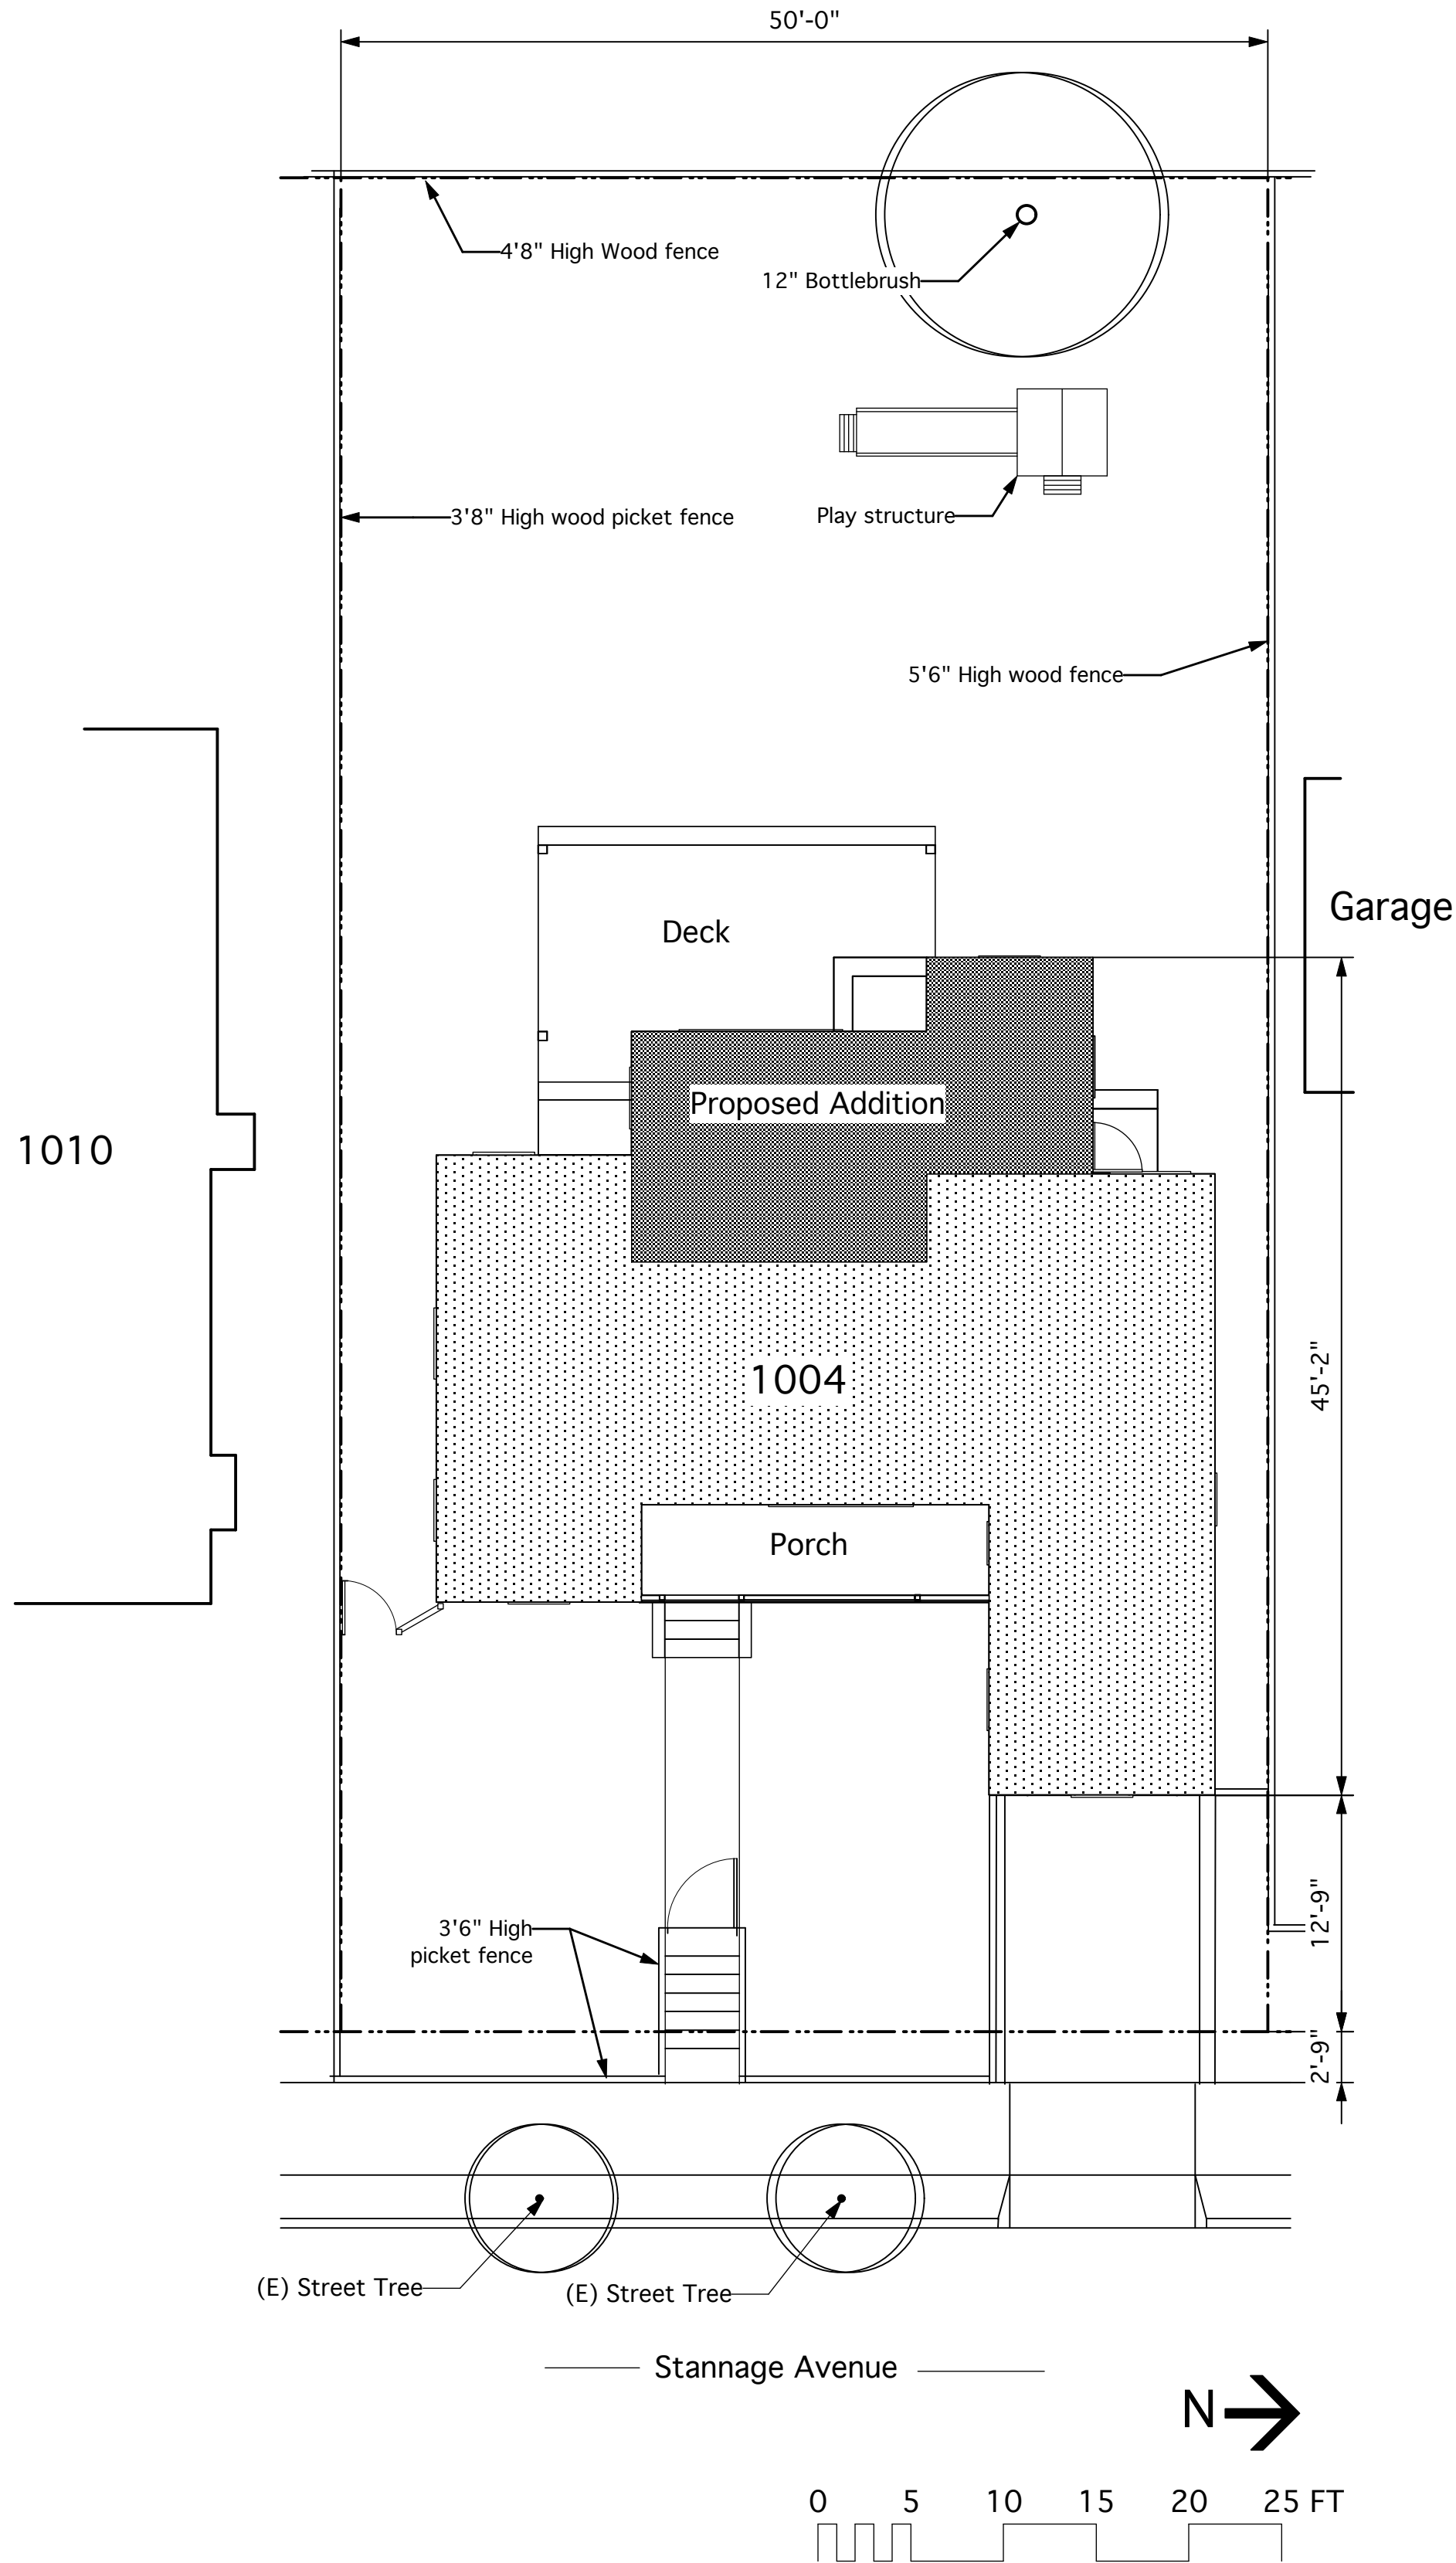 50'-0"
4'8" High Wood fence
12" Bottlebrush
3'8" High wood picket fence
Play structure
5'6" High wood fence
Garage
Deck
Proposed Addition
1010
1004
45'-2"
Porch
12'-9"
3'6" High
picket fence
2'-9"
(E) Street Tree
(E) Street Tree
Stannage Avenue
N
0 5 10 15 20 25 FT